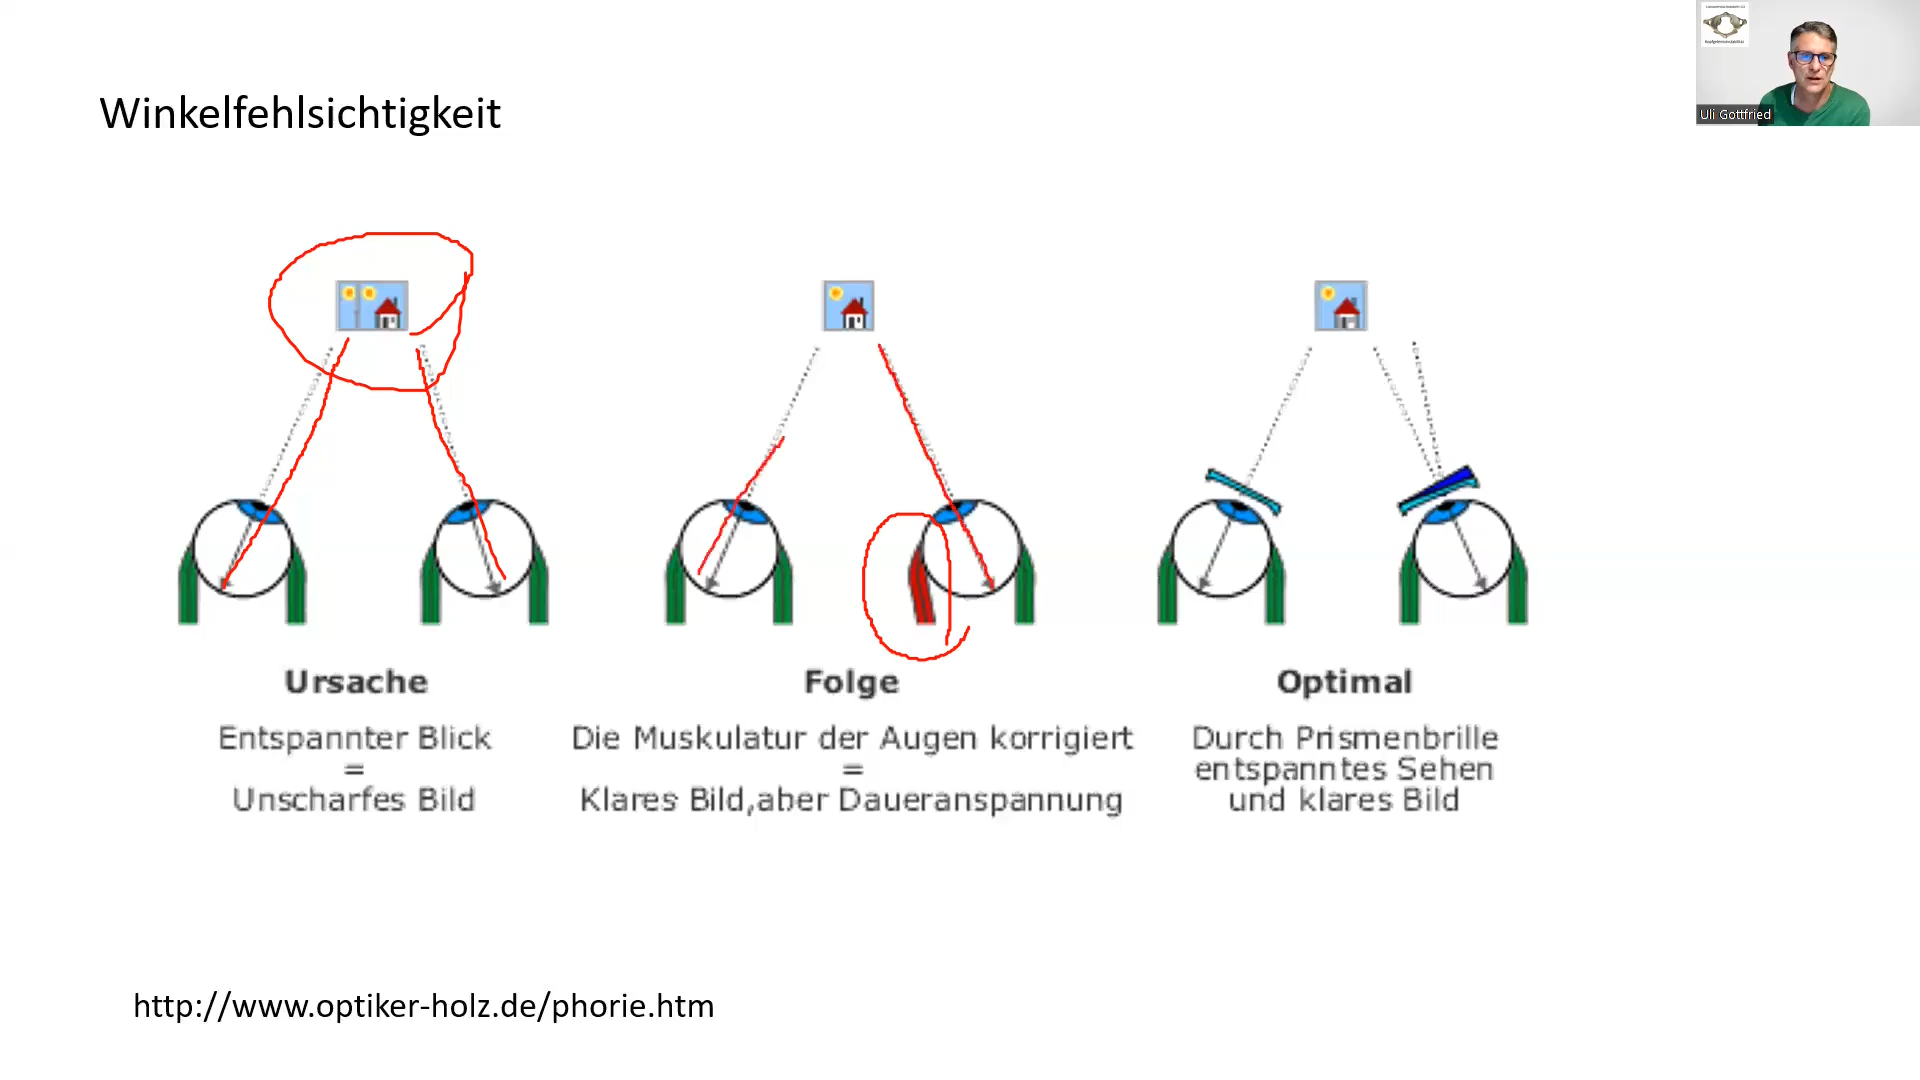 Winkelfehlsichtigkeit
Uli Gottfried
Ursache
Entspannter Blick
=
Unscharfes Bild
Folge
Die Muskulatur der Augen korrigiert
=
Klares Bild,aber Daueranspannung
Optimal
Durch Prismenbrille
entspanntes Sehen
und klares Bild
http://www.optiker-holz.de/phorie.htm